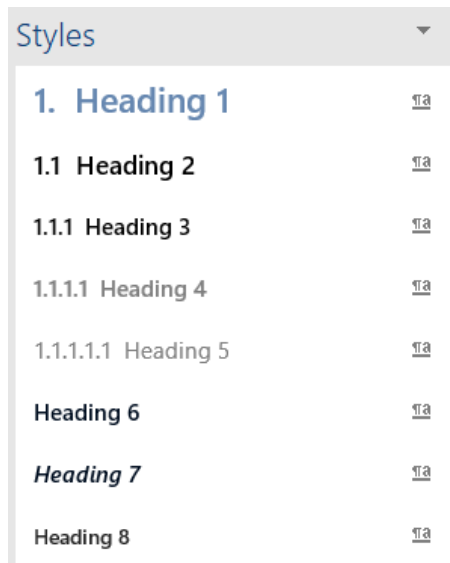 Styles
1. Heading 1 ¶a
1.1 Heading 2 ¶a
1.1.1 Heading 3 ¶a
1.1.1.1 Heading 4 ¶a
1.1.1.1.1 Heading 5 ¶a
Heading 6 ¶a
Heading 7 ¶a
Heading 8 ¶a